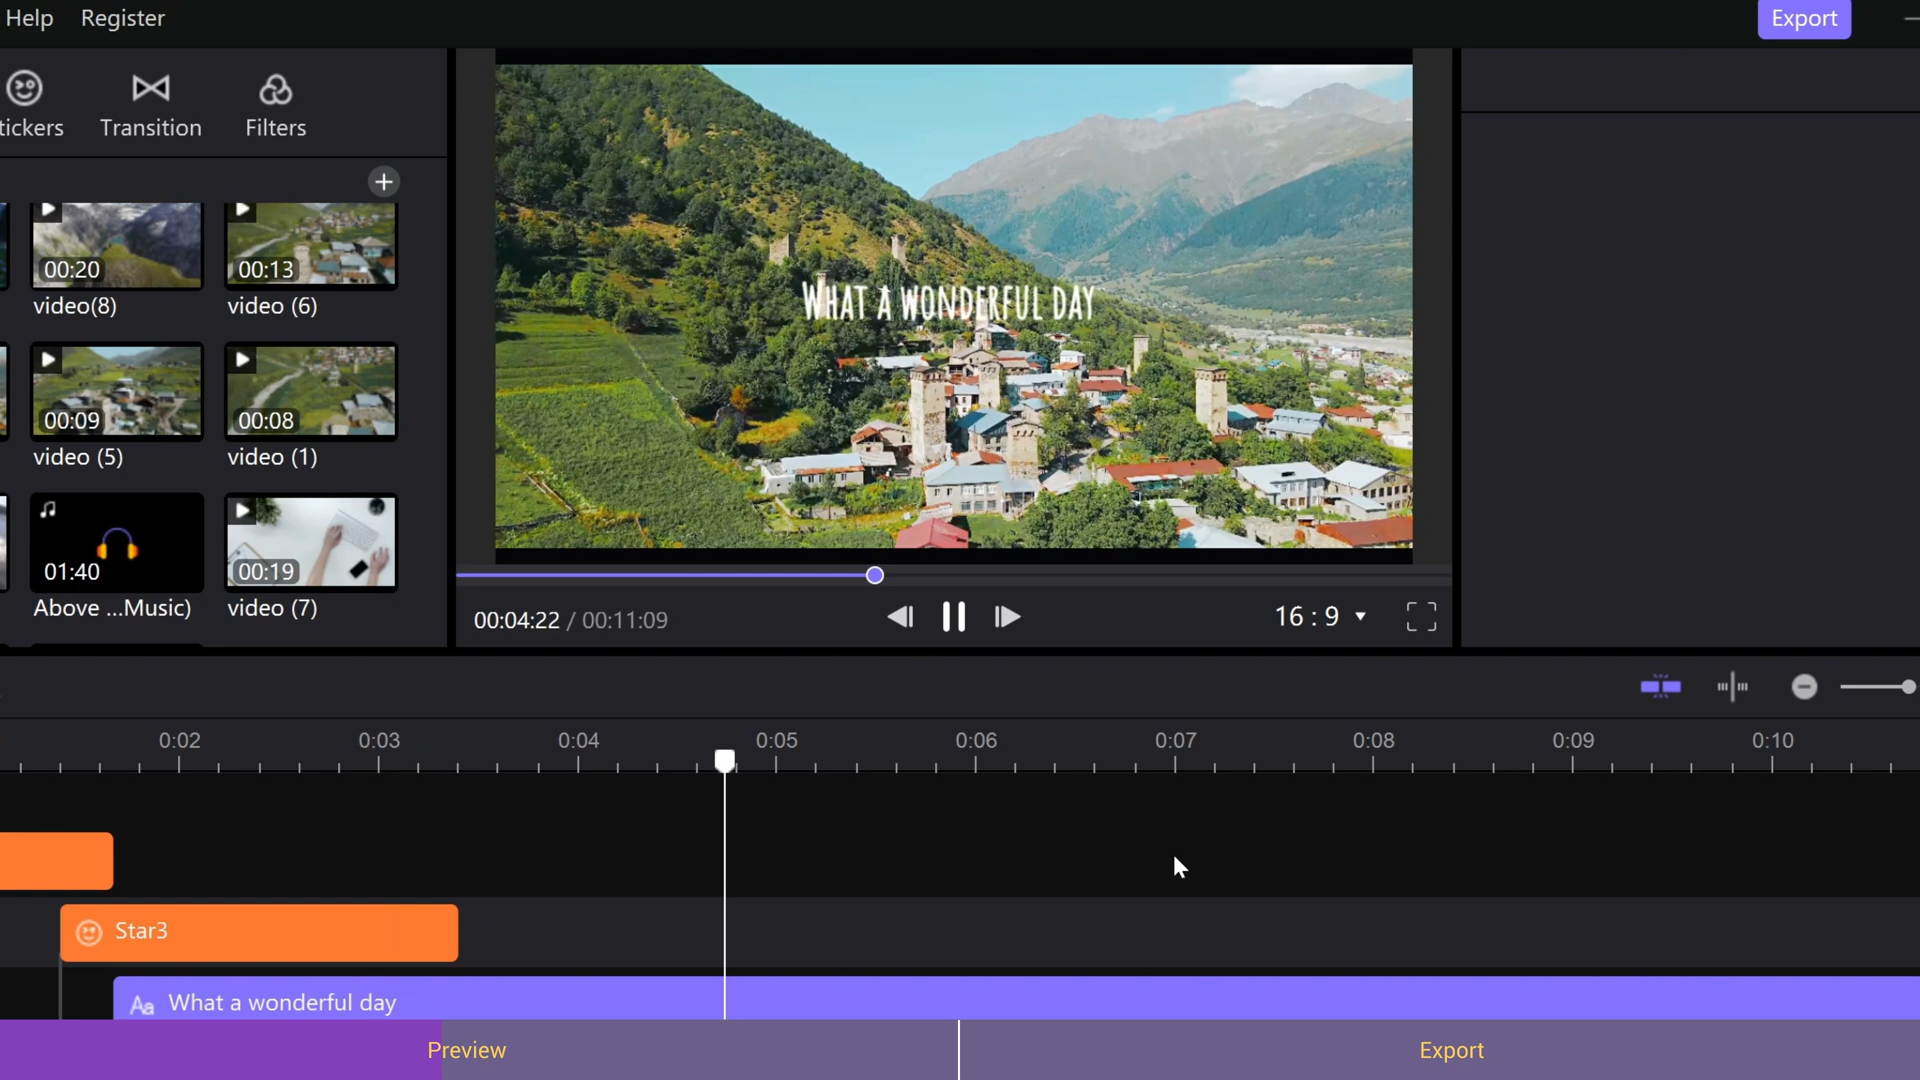 Help Register Export
tickers Transition Filters
00:20 00:13
video(8) video (6)
WHAT A WONDERFUL DAY
00:09 00:08
video (5) video (1)
01:40 00:19
Above ...Music) video (7)
00:04:22 / 00:11:09 16 : 9
0:02 0:03 0:04 0:05 0:06 0:07 0:08 0:09 0:10
Star3
Aa What a wonderful day
Preview Export